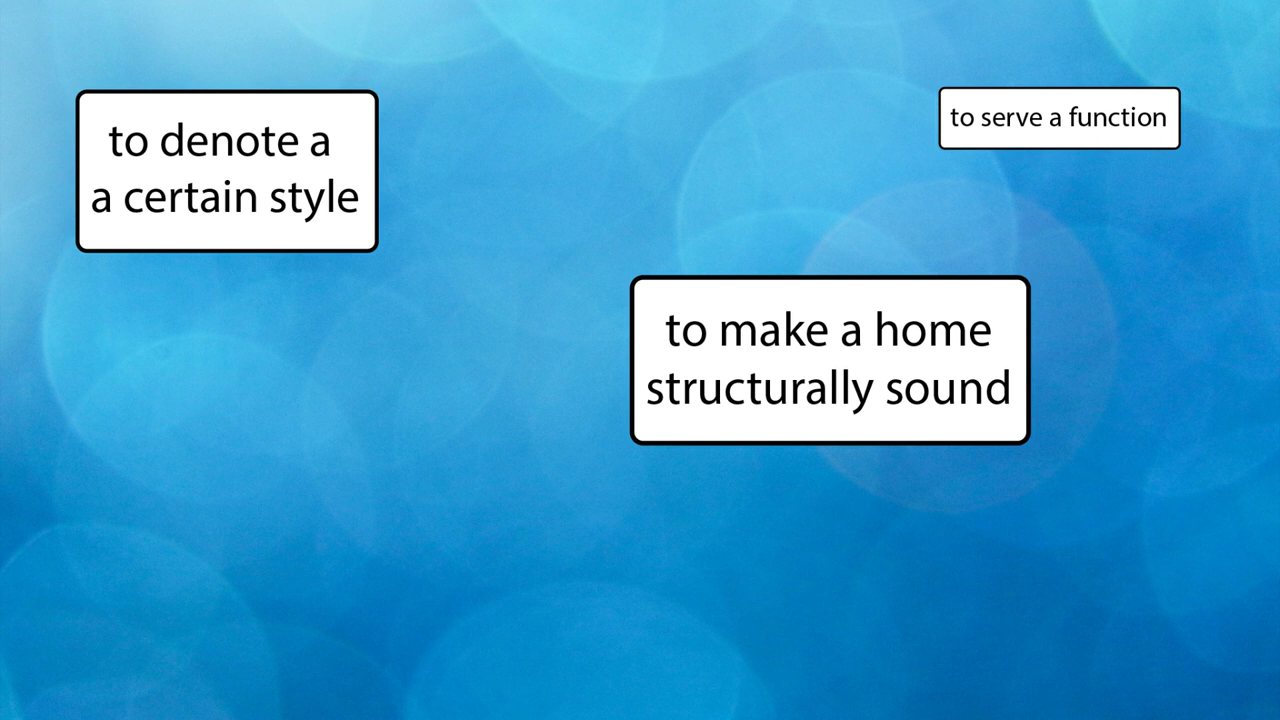 to denote a
a certain style
to serve a function
to make a home
structurally sound